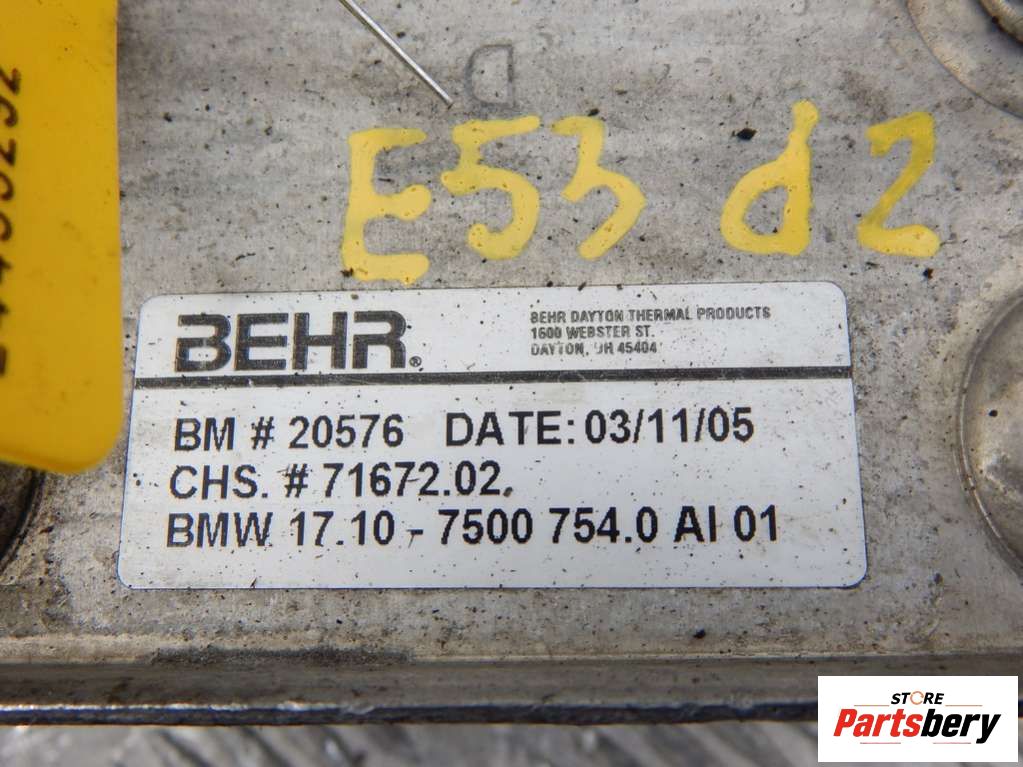 D
E53 d2
BEHR®
BEHR DAYTON THERMAL PRODUCTS
1600 WEBSTER ST.
DAYTON, OH 45404
BM # 20576 DATE: 03/11/05
CHS. # 71672.02.
BMW 17.10 - 7500 754.0 AI 01
STORE
Partsbery